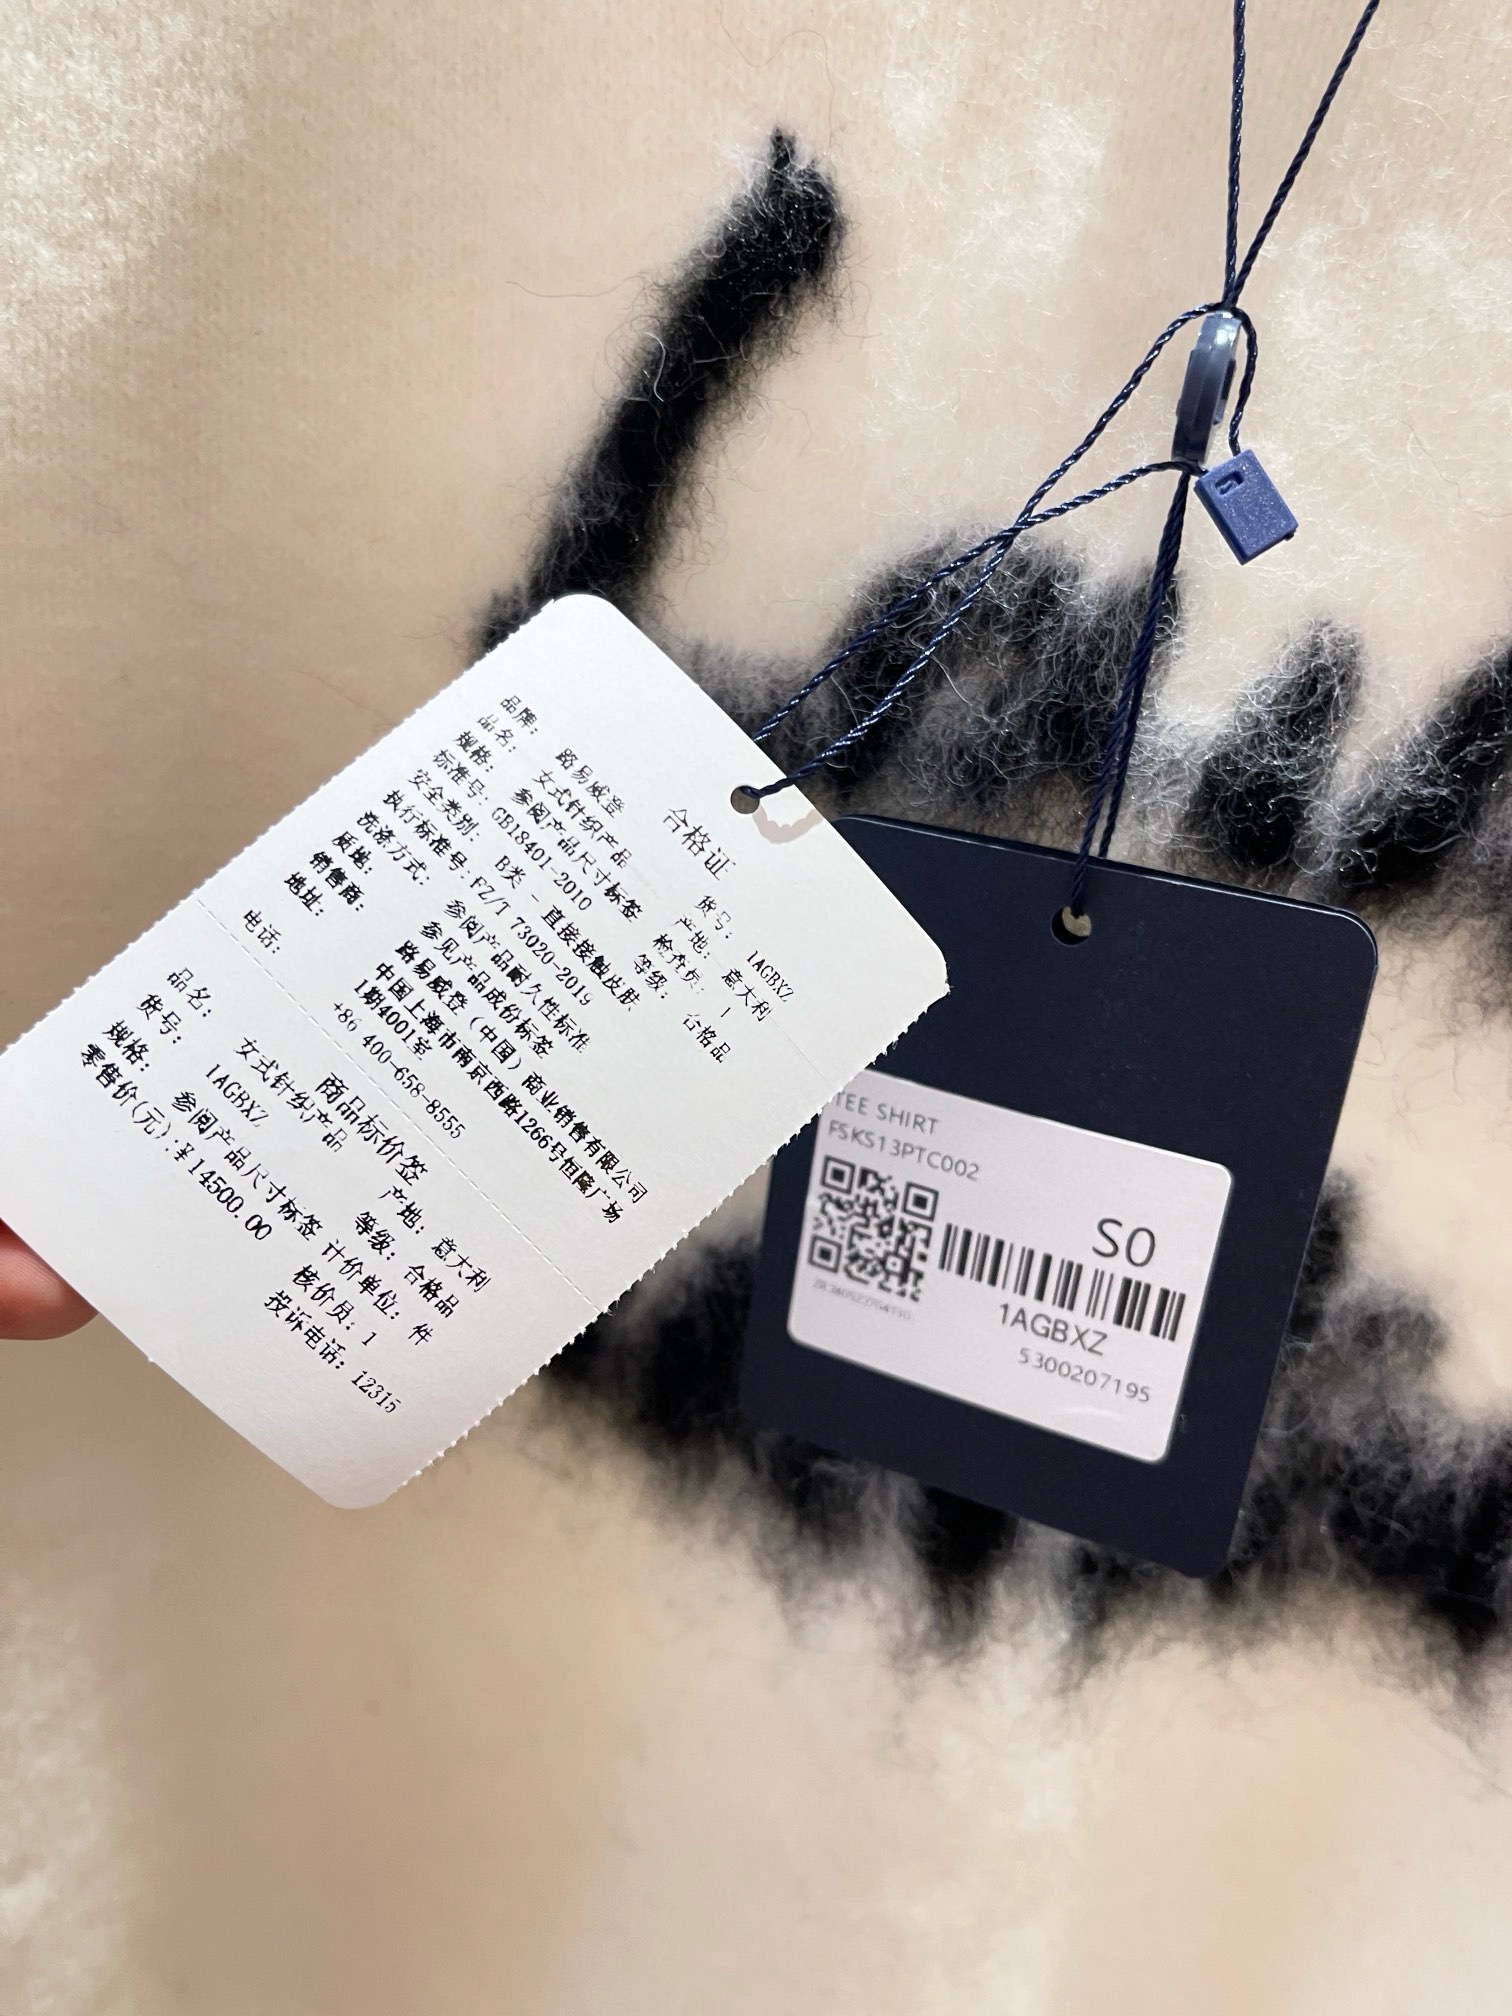 合格证
品牌： 路易威登
品名： 女式针织产品 货号： 1AGBXZ
规格： 参阅产品尺寸标签 产地： 意大利
标准号：GB18401-2010 检查员： 1
安全类别： B类 - 直接接触皮肤 等级： 合格品
执行标准号：FZ/T 73020-2019
洗涤方式： 参阅产品耐久性标准
质地： 参见产品成份标签
销售商： 路易威登（中国）商业销售有限公司
地址： 中国上海市南京西路1266号恒隆广场
1期4001室
电话： +86 400-658-8555
商品标价签
品名： 女式针织产品 产地： 意大利
货号： 1AGBXZ 等级： 合格品
规格： 参阅产品尺寸标签 计价单位： 件
零售价(元):¥14500.00 核价员： 1
投诉电话： 12315
TEE SHIRT
FSKS13PTC002
S0
1AGBXZ
5300207195